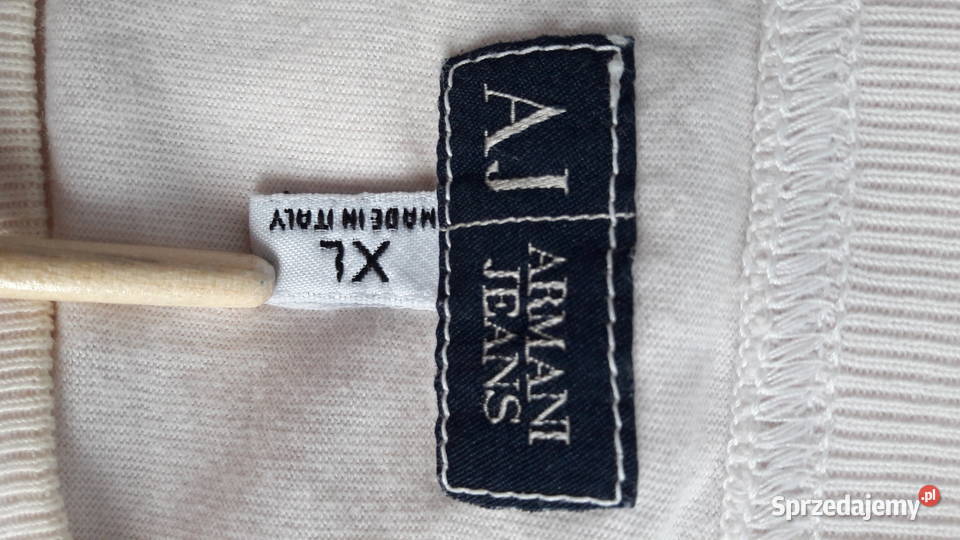 AJ
ARMANI
JEANS
XL
MADE IN ITALY
Sprzedajemy.pl